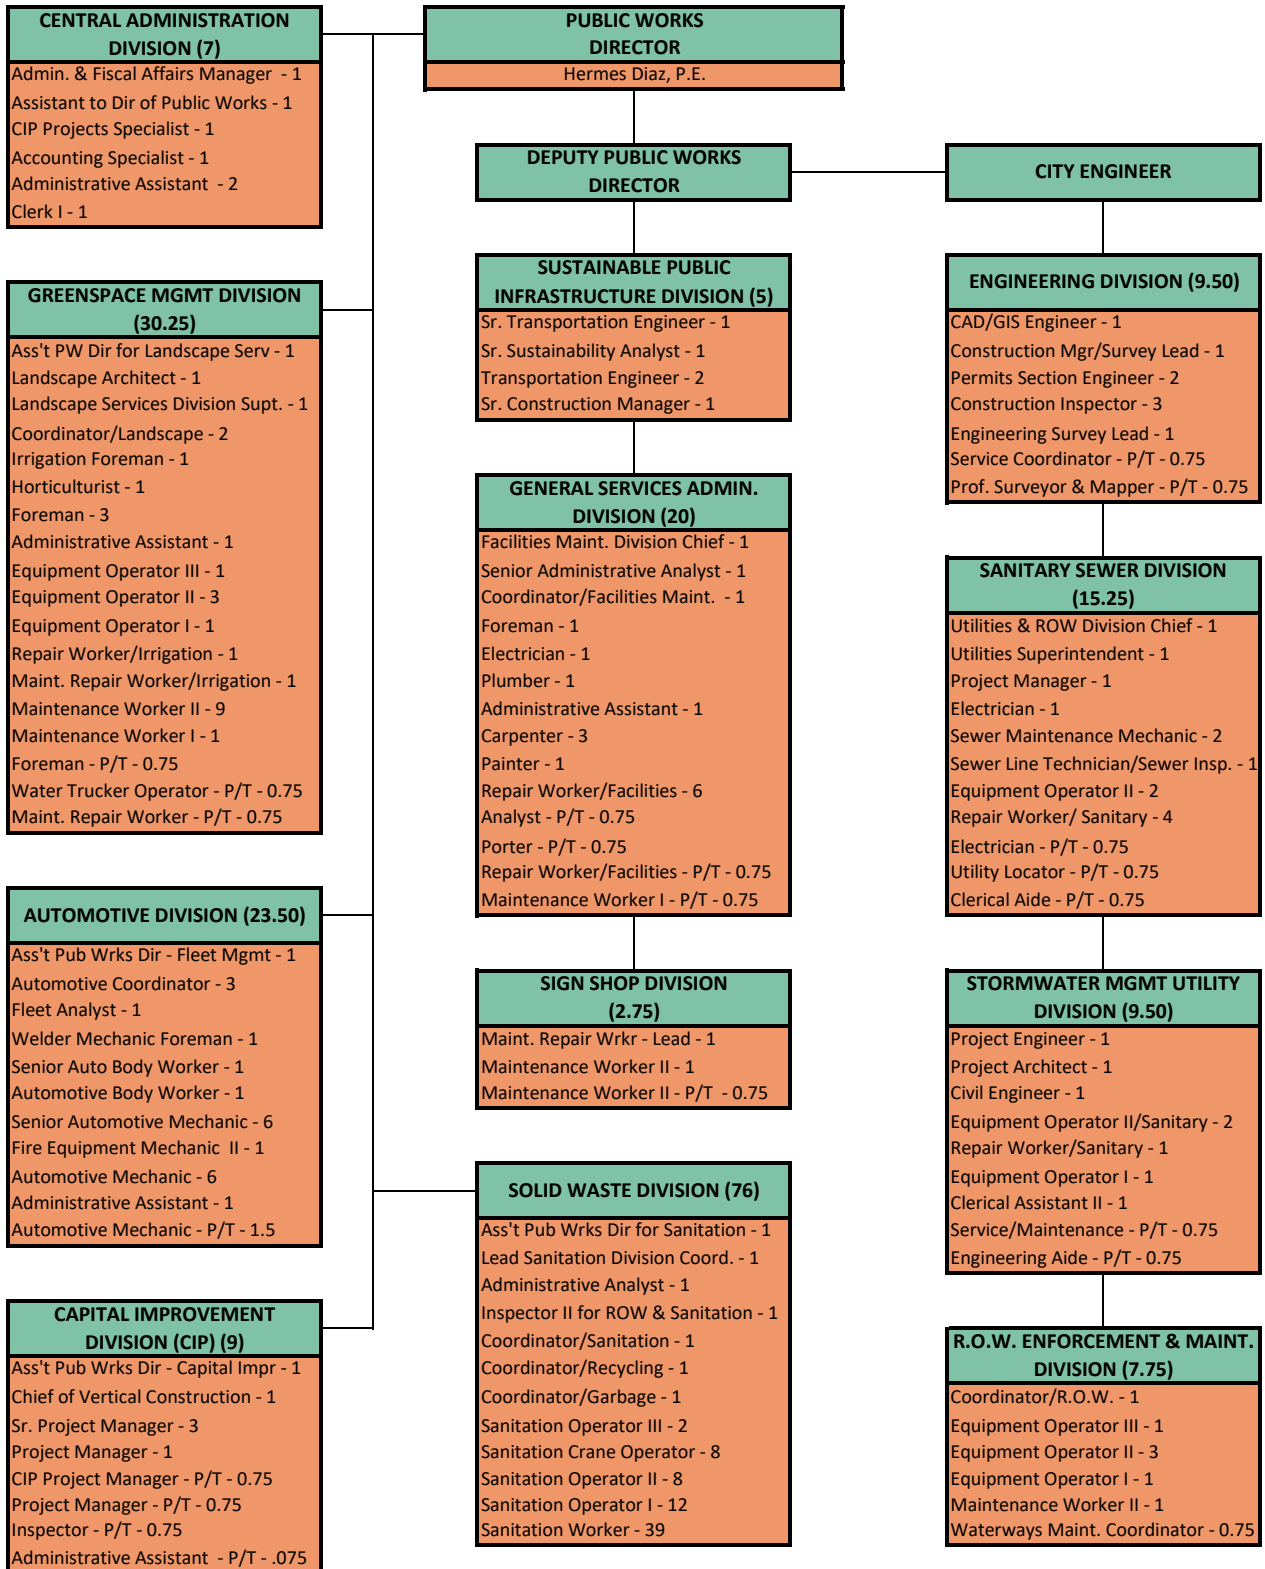 CENTRAL ADMINISTRATION
DIVISION (7)
Admin. & Fiscal Affairs Manager - 1
Assistant to Dir of Public Works - 1
CIP Projects Specialist - 1
Accounting Specialist - 1
Administrative Assistant - 2
Clerk I - 1
GREENSPACE MGMT DIVISION
(30.25)
Ass't PW Dir for Landscape Serv - 1
Landscape Architect - 1
Landscape Services Division Supt. - 1
Coordinator/Landscape - 2
Irrigation Foreman - 1
Horticulturist - 1
Foreman - 3
Administrative Assistant - 1
Equipment Operator III - 1
Equipment Operator II - 3
Equipment Operator I - 1
Repair Worker/Irrigation - 1
Maint. Repair Worker/Irrigation - 1
Maintenance Worker II - 9
Maintenance Worker I - 1
Foreman - P/T - 0.75
Water Trucker Operator - P/T - 0.75
Maint. Repair Worker - P/T - 0.75
AUTOMOTIVE DIVISION (23.50)
Ass't Pub Wrks Dir - Fleet Mgmt - 1
Automotive Coordinator - 3
Fleet Analyst - 1
Welder Mechanic Foreman - 1
Senior Auto Body Worker - 1
Automotive Body Worker - 1
Senior Automotive Mechanic - 6
Fire Equipment Mechanic II - 1
Automotive Mechanic - 6
Administrative Assistant - 1
Automotive Mechanic - P/T - 1.5
CAPITAL IMPROVEMENT
DIVISION (CIP) (9)
Ass't Pub Wrks Dir - Capital Impr - 1
Chief of Vertical Construction - 1
Sr. Project Manager - 3
Project Manager - 1
CIP Project Manager - P/T - 0.75
Project Manager - P/T - 0.75
Inspector - P/T - 0.75
Administrative Assistant - P/T - .075
PUBLIC WORKS
DIRECTOR
Hermes Diaz, P.E.
DEPUTY PUBLIC WORKS
DIRECTOR
SUSTAINABLE PUBLIC
INFRASTRUCTURE DIVISION (5)
Sr. Transportation Engineer - 1
Sr. Sustainability Analyst - 1
Transportation Engineer - 2
Sr. Construction Manager - 1
GENERAL SERVICES ADMIN.
DIVISION (20)
Facilities Maint. Division Chief - 1
Senior Administrative Analyst - 1
Coordinator/Facilities Maint. - 1
Foreman - 1
Electrician - 1
Plumber - 1
Administrative Assistant - 1
Carpenter - 3
Painter - 1
Repair Worker/Facilities - 6
Analyst - P/T - 0.75
Porter - P/T - 0.75
Repair Worker/Facilities - P/T - 0.75
Maintenance Worker I - P/T - 0.75
SIGN SHOP DIVISION
(2.75)
Maint. Repair Wrkr - Lead - 1
Maintenance Worker II - 1
Maintenance Worker II - P/T - 0.75
SOLID WASTE DIVISION (76)
Ass't Pub Wrks Dir for Sanitation - 1
Lead Sanitation Division Coord. - 1
Administrative Analyst - 1
Inspector II for ROW & Sanitation - 1
Coordinator/Sanitation - 1
Coordinator/Recycling - 1
Coordinator/Garbage - 1
Sanitation Operator III - 2
Sanitation Crane Operator - 8
Sanitation Operator II - 8
Sanitation Operator I - 12
Sanitation Worker - 39
CITY ENGINEER
ENGINEERING DIVISION (9.50)
CAD/GIS Engineer - 1
Construction Mgr/Survey Lead - 1
Permits Section Engineer - 2
Construction Inspector - 3
Engineering Survey Lead - 1
Service Coordinator - P/T - 0.75
Prof. Surveyor & Mapper - P/T - 0.75
SANITARY SEWER DIVISION
(15.25)
Utilities & ROW Division Chief - 1
Utilities Superintendent - 1
Project Manager - 1
Electrician - 1
Sewer Maintenance Mechanic - 2
Sewer Line Technician/Sewer Insp. - 1
Equipment Operator II - 2
Repair Worker/ Sanitary - 4
Electrician - P/T - 0.75
Utility Locator - P/T - 0.75
Clerical Aide - P/T - 0.75
STORMWATER MGMT UTILITY
DIVISION (9.50)
Project Engineer - 1
Project Architect - 1
Civil Engineer - 1
Equipment Operator II/Sanitary - 2
Repair Worker/Sanitary - 1
Equipment Operator I - 1
Clerical Assistant II - 1
Service/Maintenance - P/T - 0.75
Engineering Aide - P/T - 0.75
R.O.W. ENFORCEMENT & MAINT.
DIVISION (7.75)
Coordinator/R.O.W. - 1
Equipment Operator III - 1
Equipment Operator II - 3
Equipment Operator I - 1
Maintenance Worker II - 1
Waterways Maint. Coordinator - 0.75